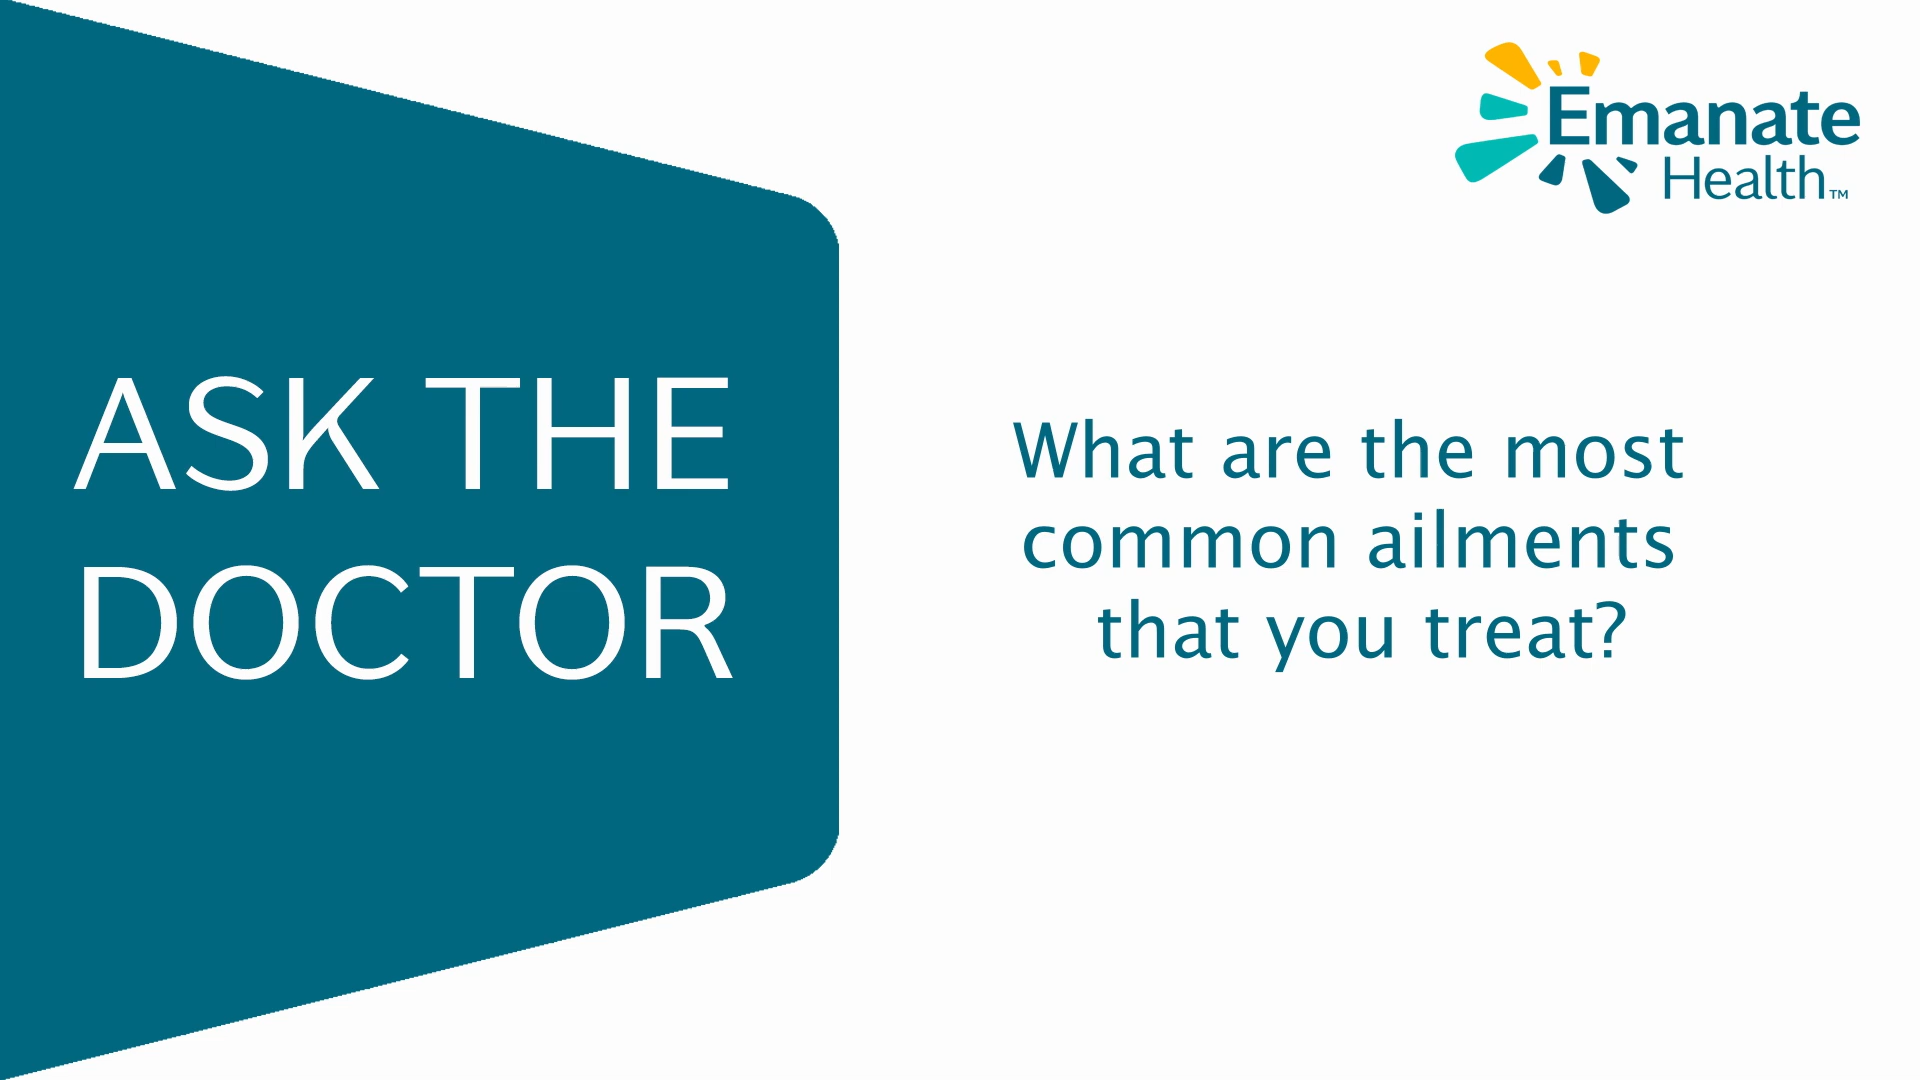 ASK THE
DOCTOR
Emanate
Health™
What are the most
common ailments
that you treat?